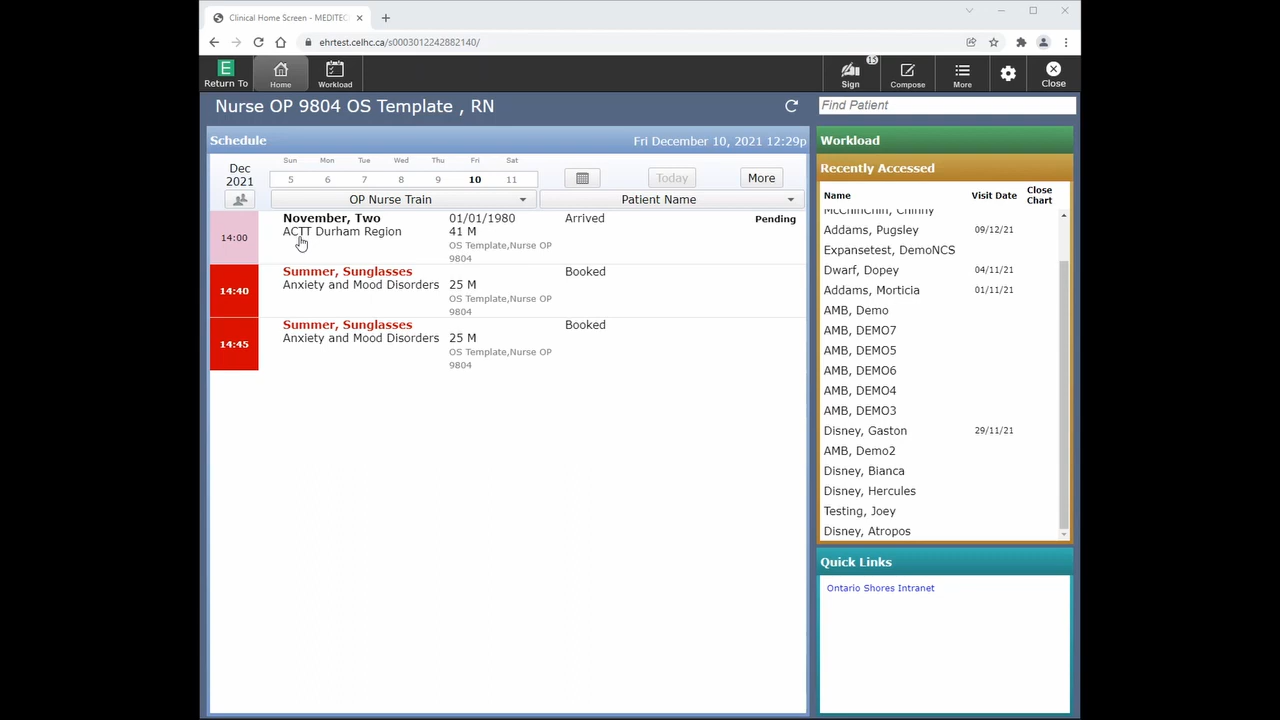 Clinical Home Screen - MEDITEC
ehrtest.celhc.ca/s0003012242882140/
Return To
Home
Workload
15
Sign
Compose
More
Close
Nurse OP 9804 OS Template , RN
Find Patient
Schedule
Fri December 10, 2021 12:29p
Dec
2021
Sun Mon Tue Wed Thu Fri Sat
5 6 7 8 9 10 11
Today
More
OP Nurse Train
Patient Name
14:00
November, Two 01/01/1980 Arrived Pending
ACTT Durham Region 41 M
OS Template,Nurse OP
9804
14:40
Summer, Sunglasses Booked
Anxiety and Mood Disorders 25 M
OS Template,Nurse OP
9804
14:45
Summer, Sunglasses Booked
Anxiety and Mood Disorders 25 M
OS Template,Nurse OP
9804
Workload
Recently Accessed
Name Visit Date Close Chart
McChinChin, Chinny
Addams, Pugsley 09/12/21
Expansetest, DemoNCS
Dwarf, Dopey 04/11/21
Addams, Morticia 01/11/21
AMB, Demo
AMB, DEMO7
AMB, DEMO5
AMB, DEMO6
AMB, DEMO4
AMB, DEMO3
Disney, Gaston 29/11/21
AMB, Demo2
Disney, Bianca
Disney, Hercules
Testing, Joey
Disney, Atropos
Quick Links
Ontario Shores Intranet